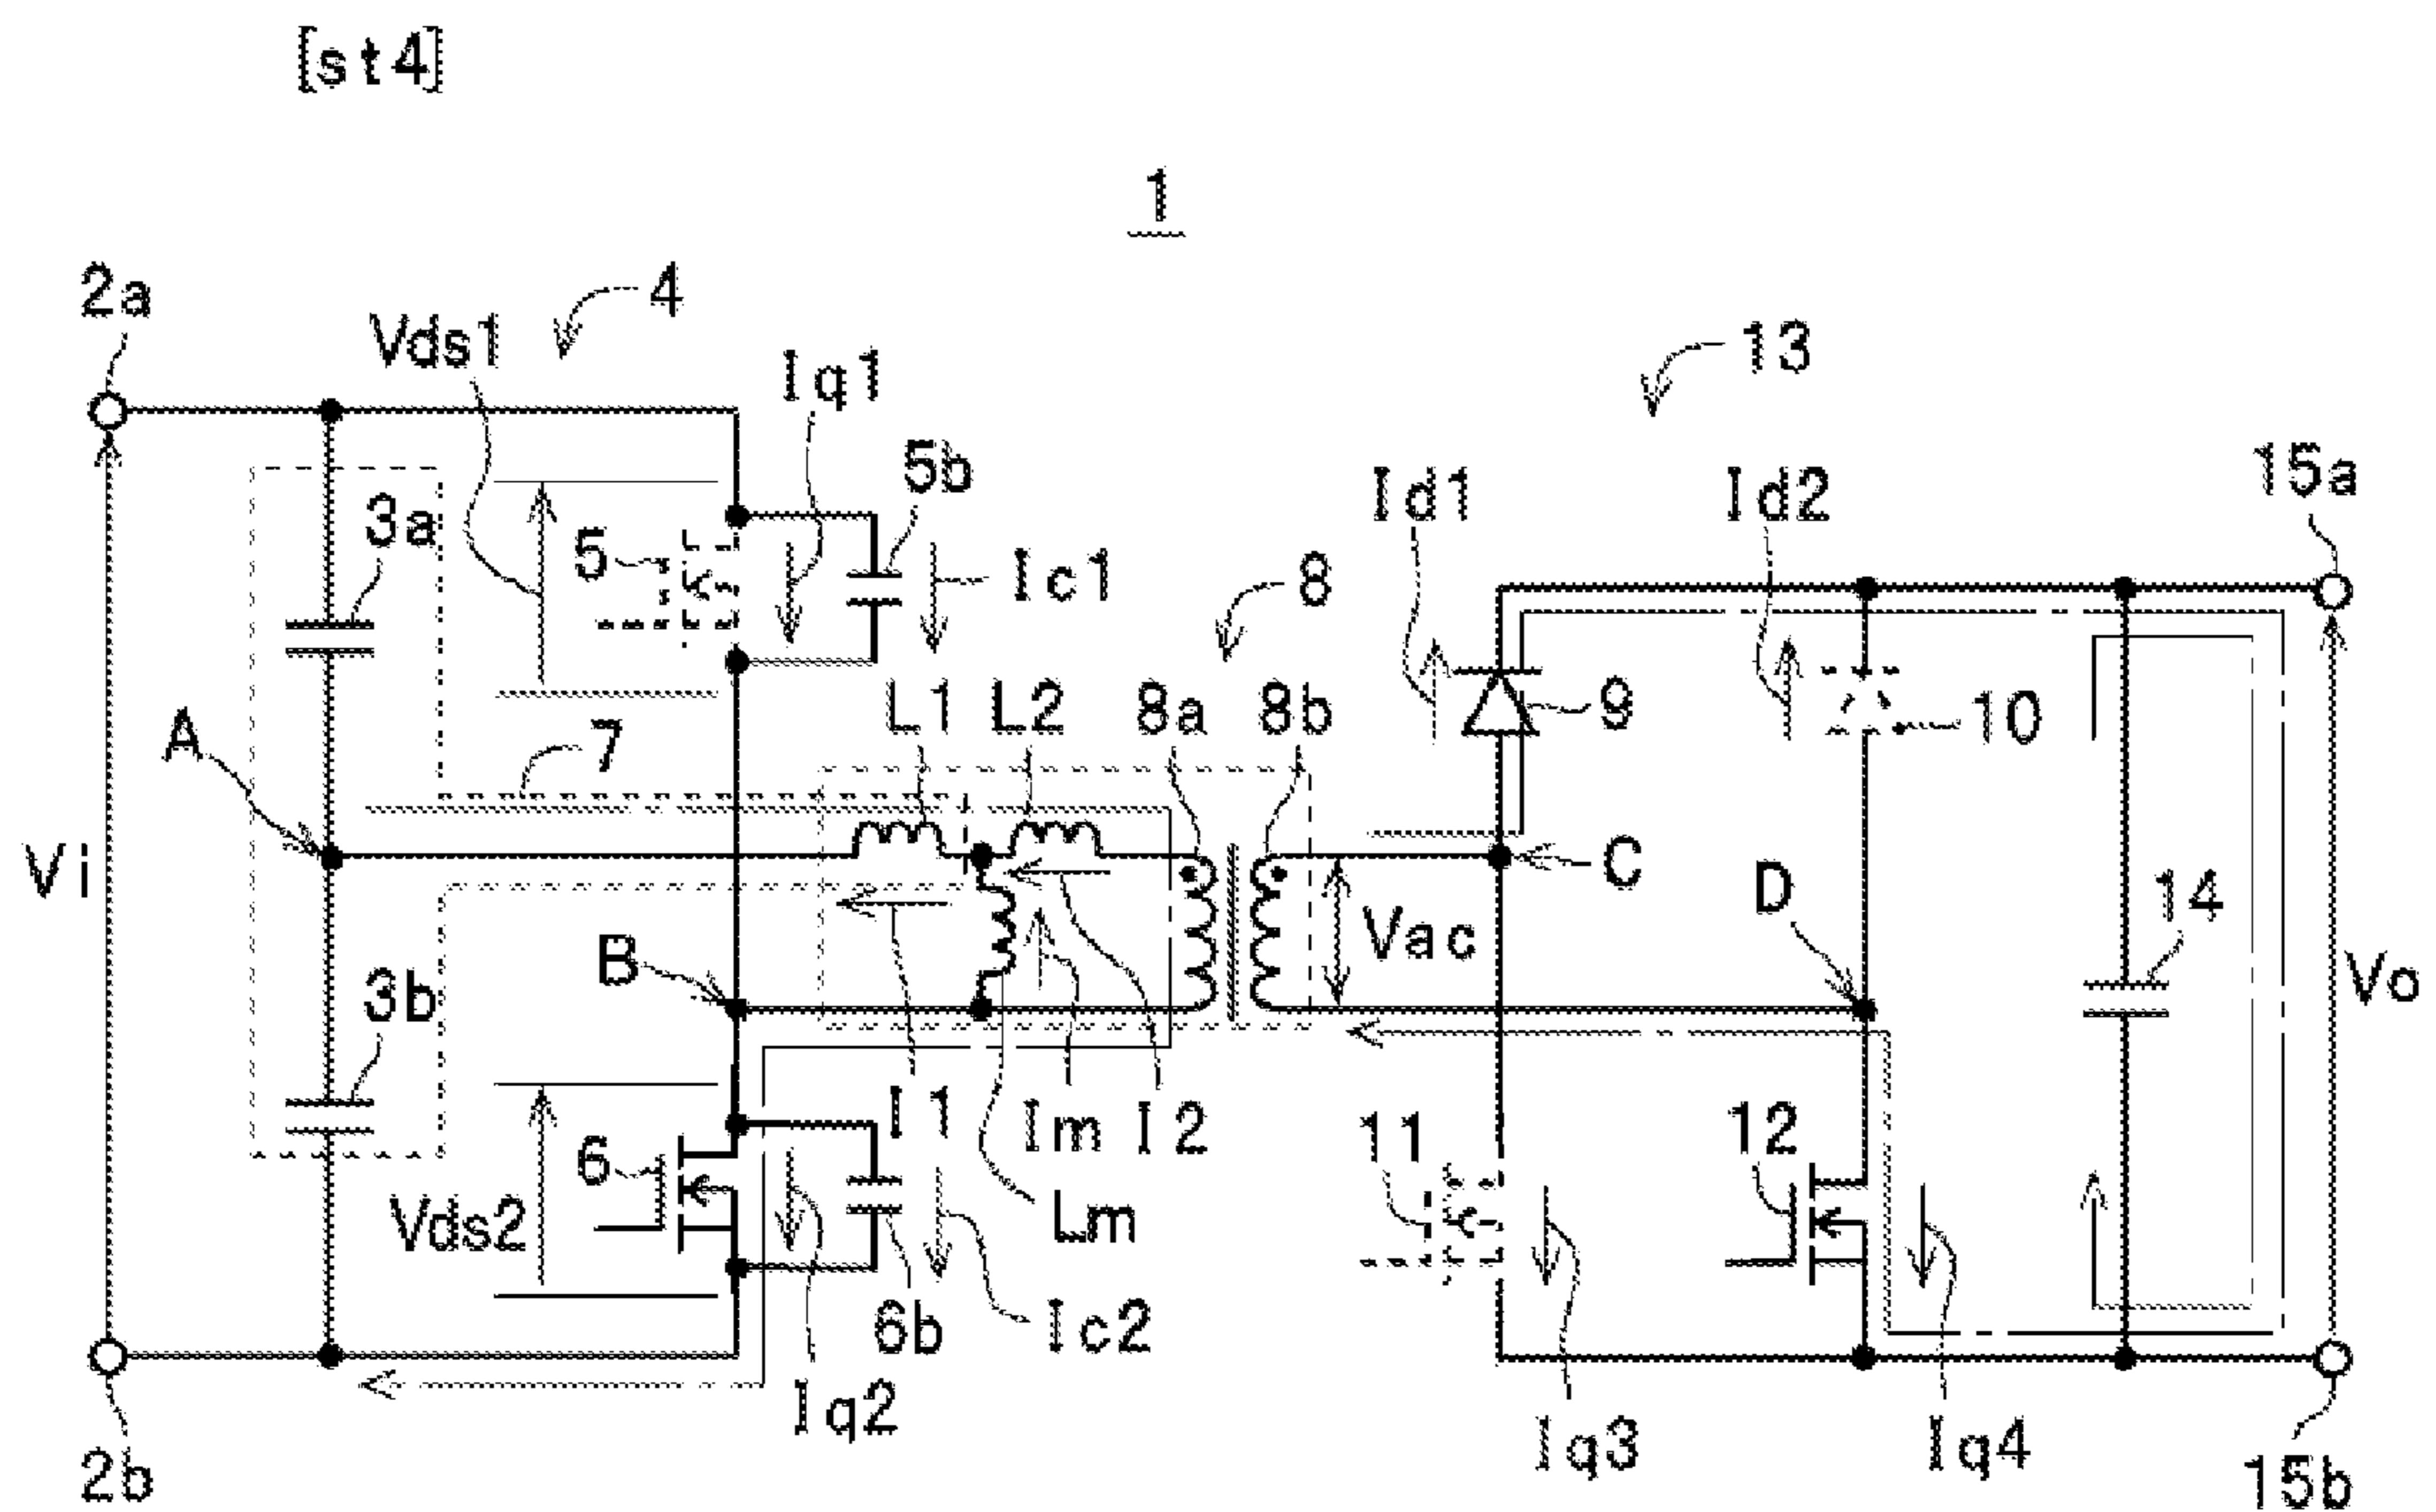 [st4]
1
2a
Vds1
4
Iq1
5b
13
15a
3a
5
Ic1
8
Id1
Id2
A
7
L1
L2
8a
8b
9
10
Vi
B
C
Vac
D
14
Vo
3b
I1
Im
I2
6
11
12
Vds2
Lm
6b
Ic2
2b
Iq2
Iq3
Iq4
15b